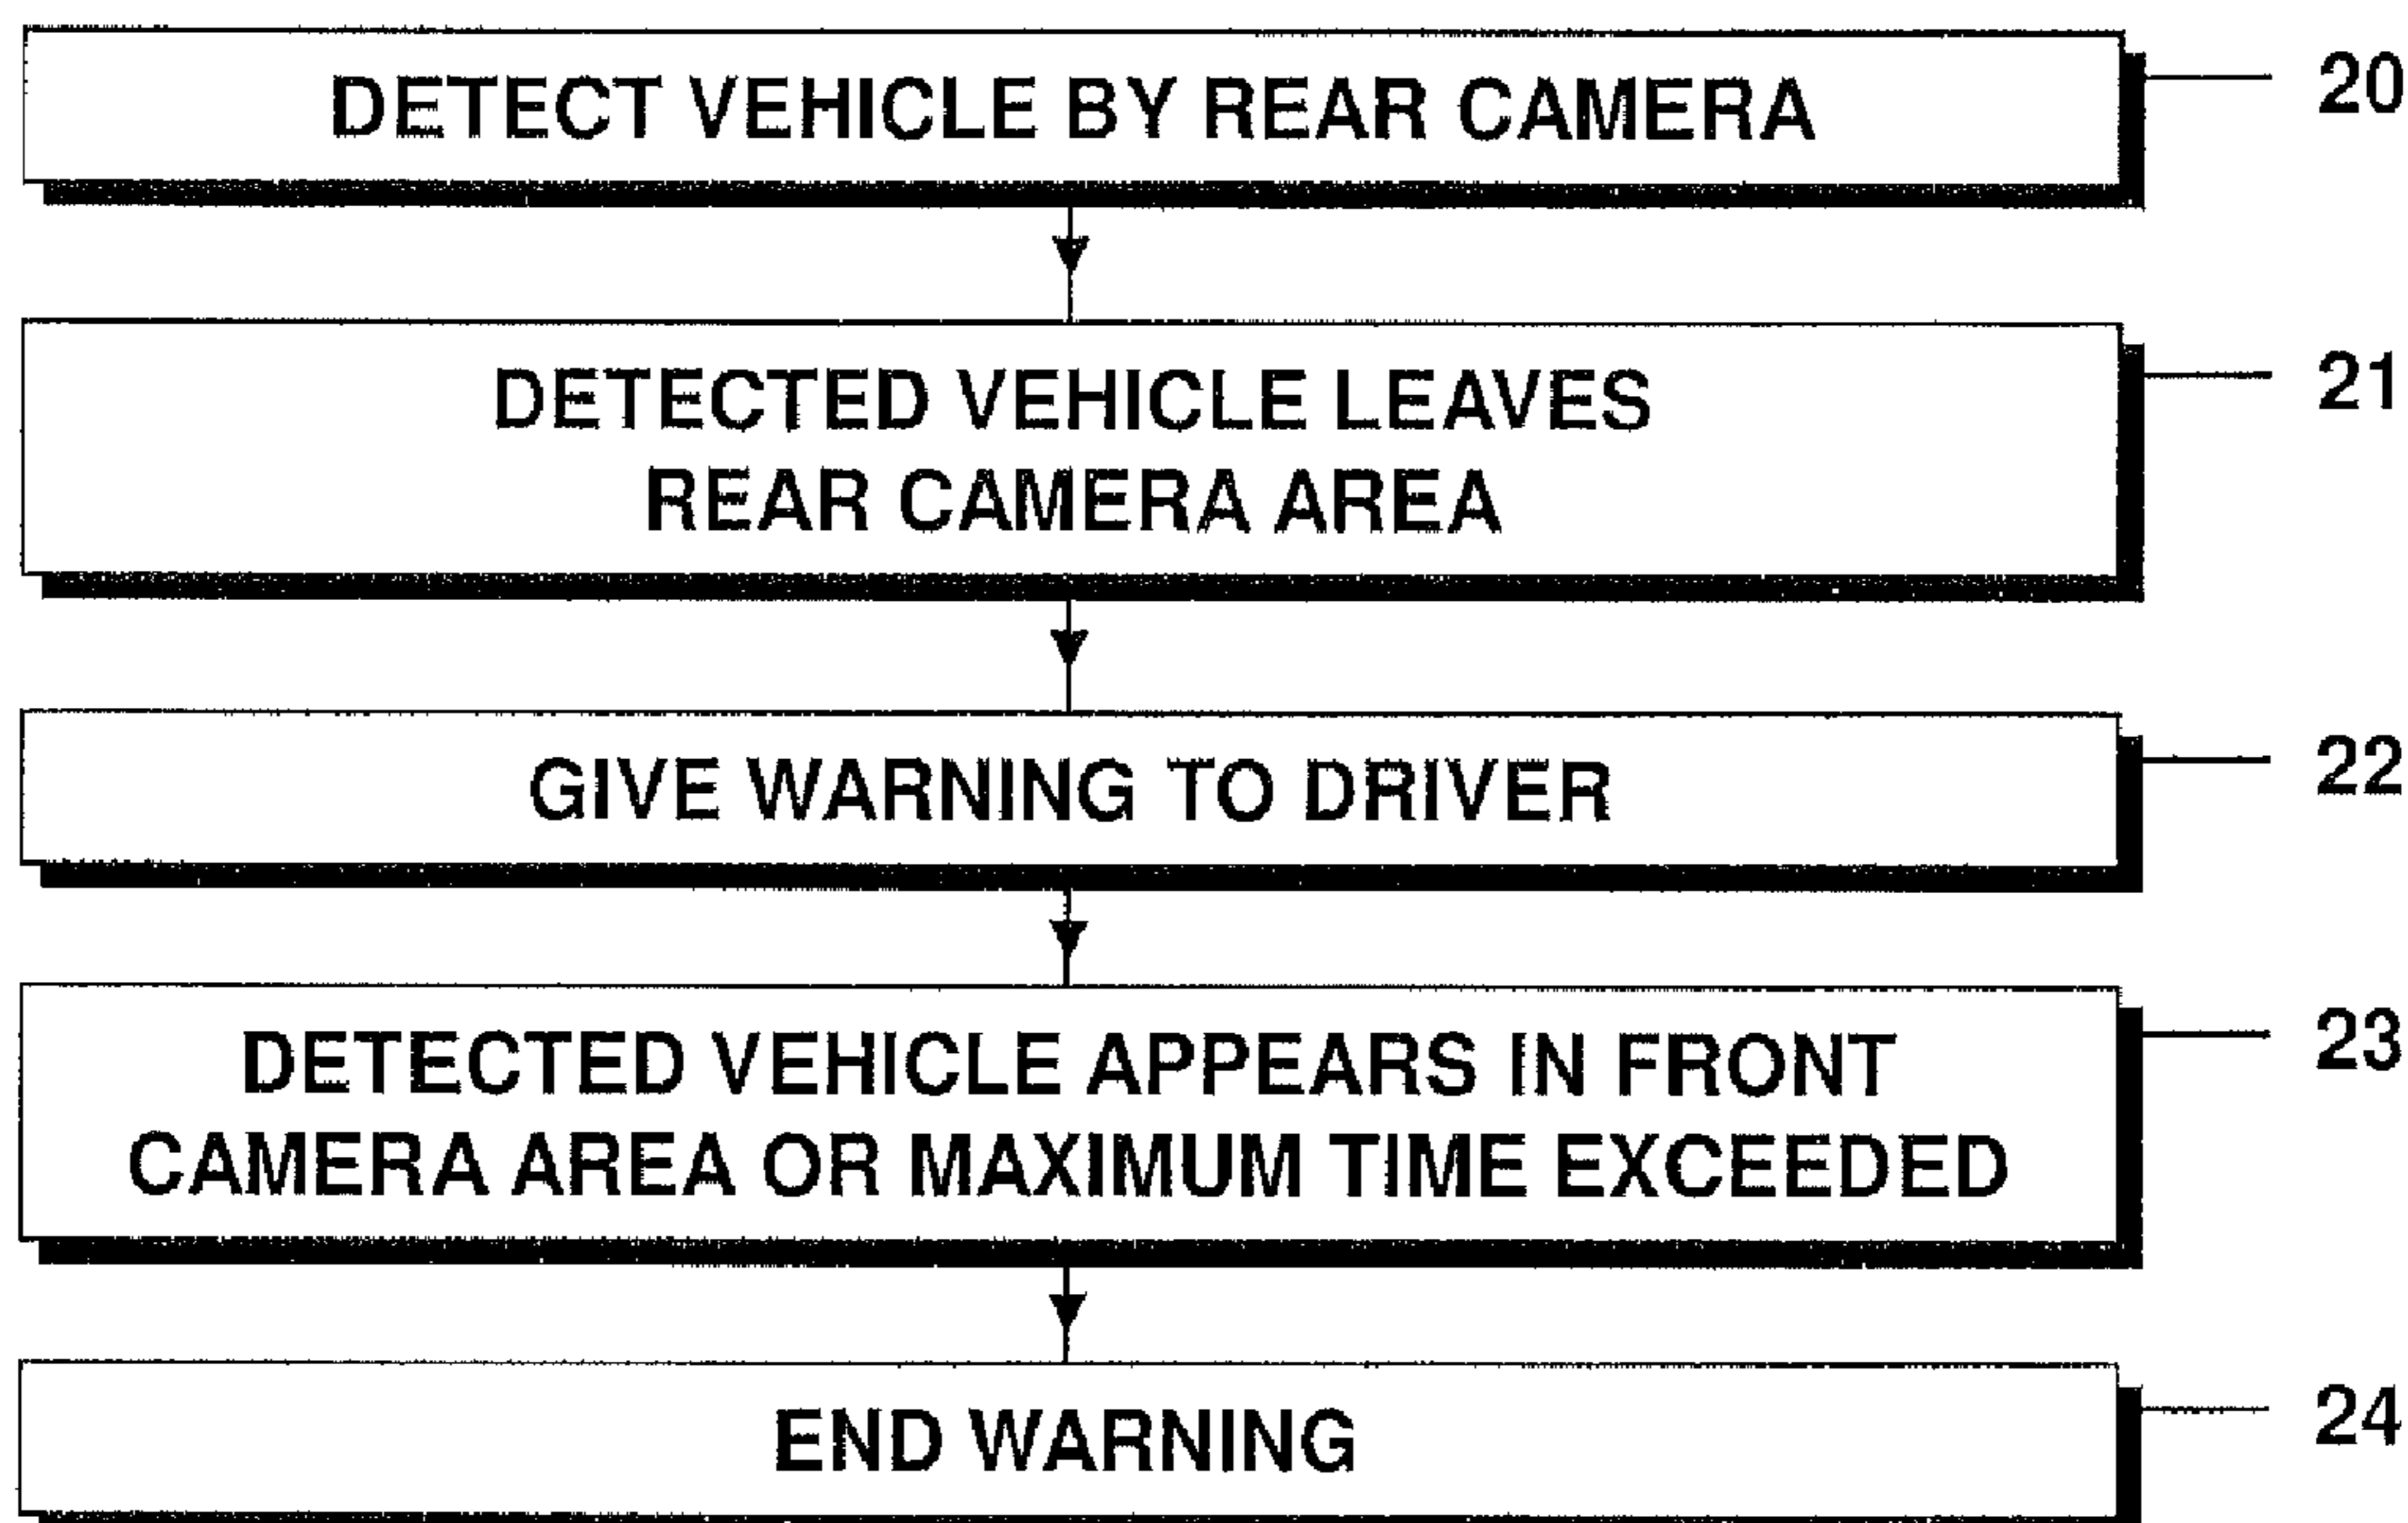 DETECT VEHICLE BY REAR CAMERA
20
DETECTED VEHICLE LEAVES
REAR CAMERA AREA
21
GIVE WARNING TO DRIVER
22
DETECTED VEHICLE APPEARS IN FRONT
CAMERA AREA OR MAXIMUM TIME EXCEEDED
23
END WARNING
24